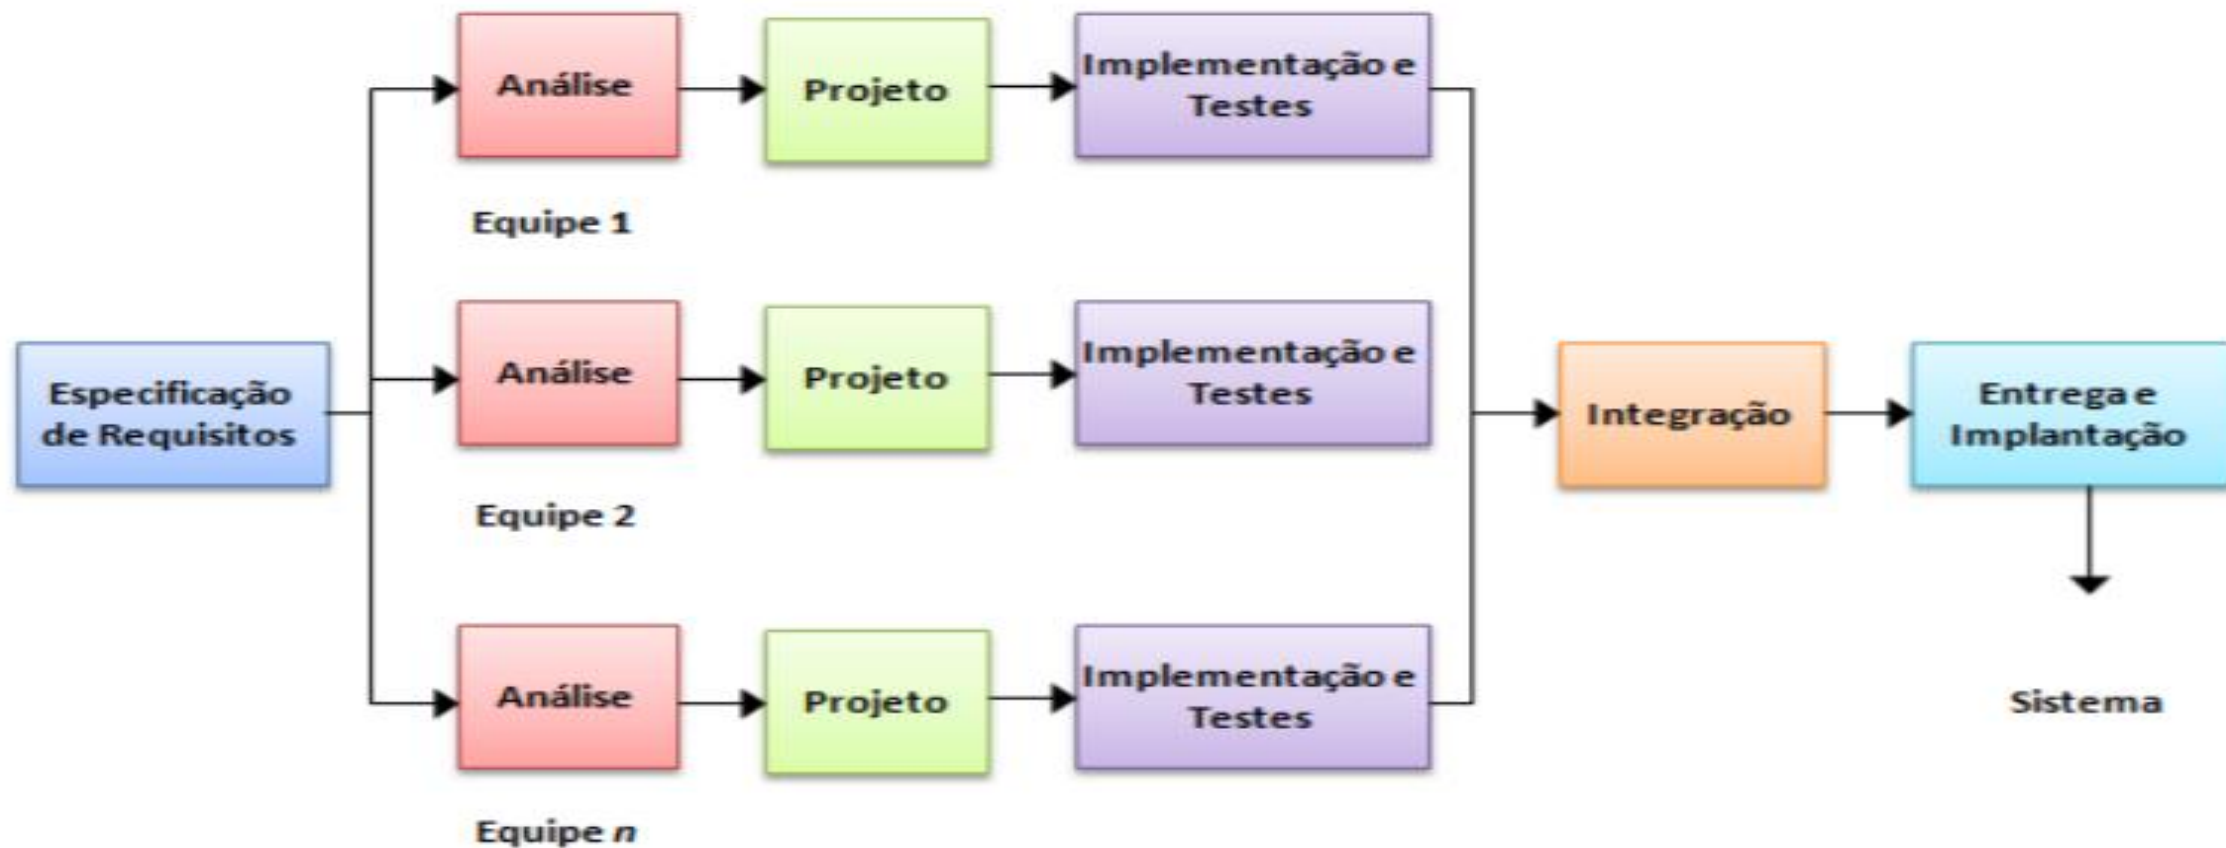 Análise
Projeto
Implementação e
Testes
Equipe 1
Especificação
de Requisitos
Análise
Projeto
Implementação e
Testes
Equipe 2
Integração
Entrega e
Implantação
Análise
Projeto
Implementação e
Testes
Equipe n
Sistema